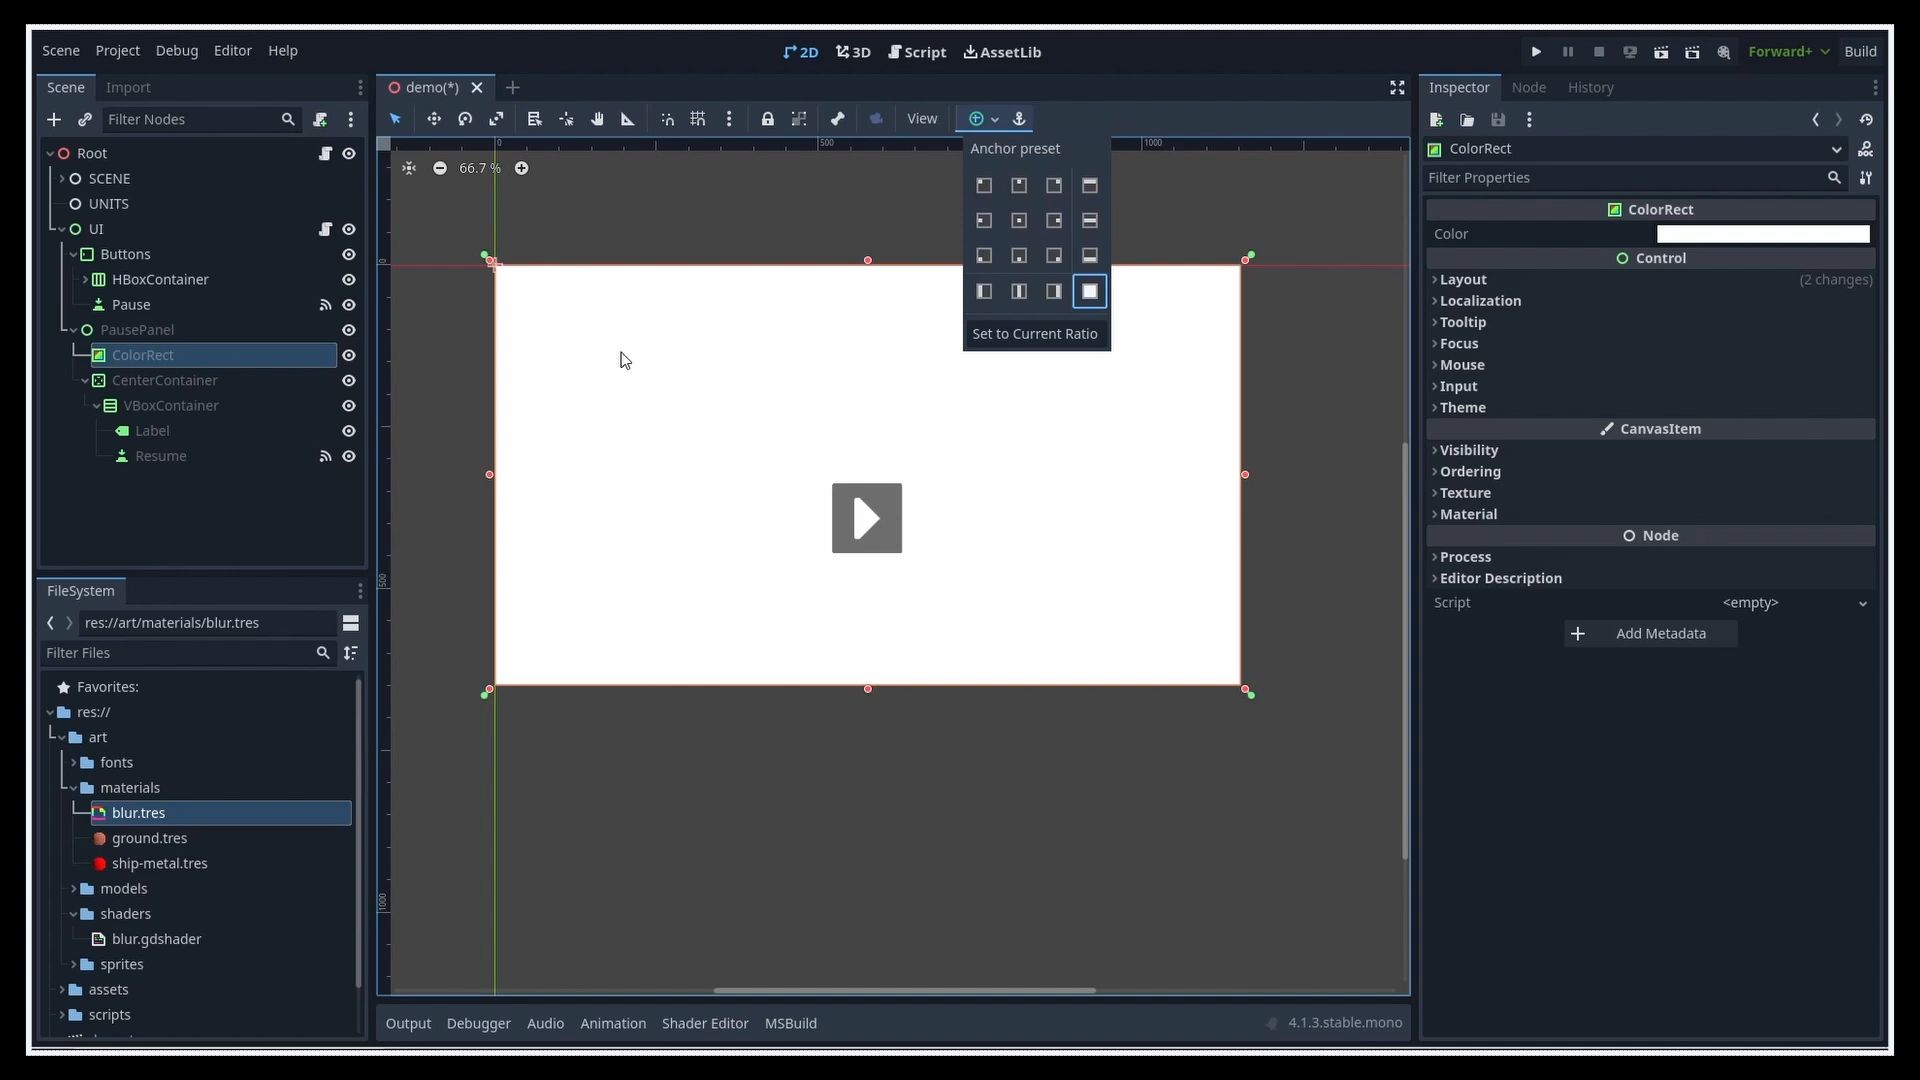 Scene Project Debug Editor Help
2D 3D Script AssetLib
Forward+ Build
Scene Import
Filter Nodes
Root
SCENE
UNITS
UI
Buttons
HBoxContainer
Pause
PausePanel
ColorRect
CenterContainer
VBoxContainer
Label
Resume
FileSystem
res://art/materials/blur.tres
Filter Files
Favorites:
res://
art
fonts
materials
blur.tres
ground.tres
ship-metal.tres
models
shaders
blur.gdshader
sprites
assets
scripts
demo(*)
View
0 500 1000
66.7 %
0
500
1000
Anchor preset
Set to Current Ratio
Output Debugger Audio Animation Shader Editor MSBuild
4.1.3.stable.mono
Inspector Node History
ColorRect
DOC
Filter Properties
ColorRect
Color
Control
Layout (2 changes)
Localization
Tooltip
Focus
Mouse
Input
Theme
CanvasItem
Visibility
Ordering
Texture
Material
Node
Process
Editor Description
Script <empty>
Add Metadata